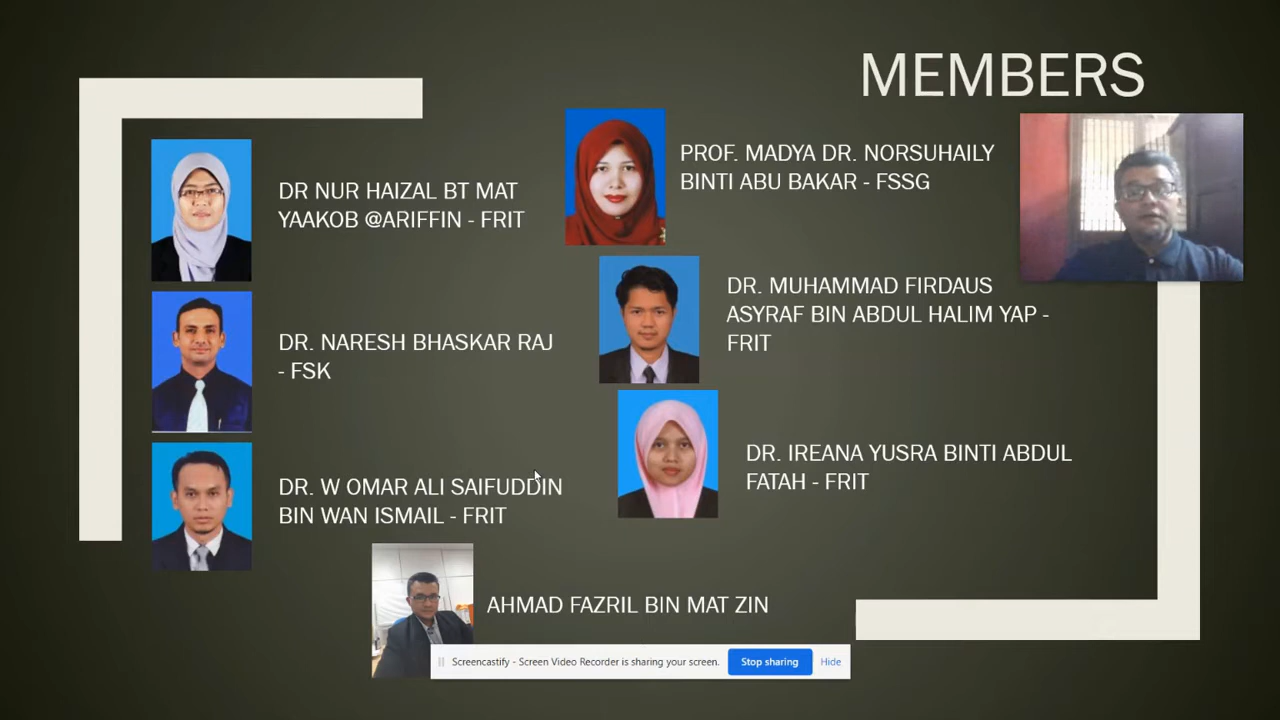 MEMBERS
DR NUR HAIZAL BT MAT
YAAKOB @ARIFFIN - FRIT
DR. NARESH BHASKAR RAJ
- FSK
DR. W OMAR ALI SAIFUDDIN
BIN WAN ISMAIL - FRIT
PROF. MADYA DR. NORSUHAILY
BINTI ABU BAKAR - FSSG
DR. MUHAMMAD FIRDAUS
ASYRAF BIN ABDUL HALIM YAP -
FRIT
DR. IREANA YUSRA BINTI ABDUL
FATAH - FRIT
AHMAD FAZRIL BIN MAT ZIN
Screencastify - Screen Video Recorder is sharing your screen. Stop sharing Hide